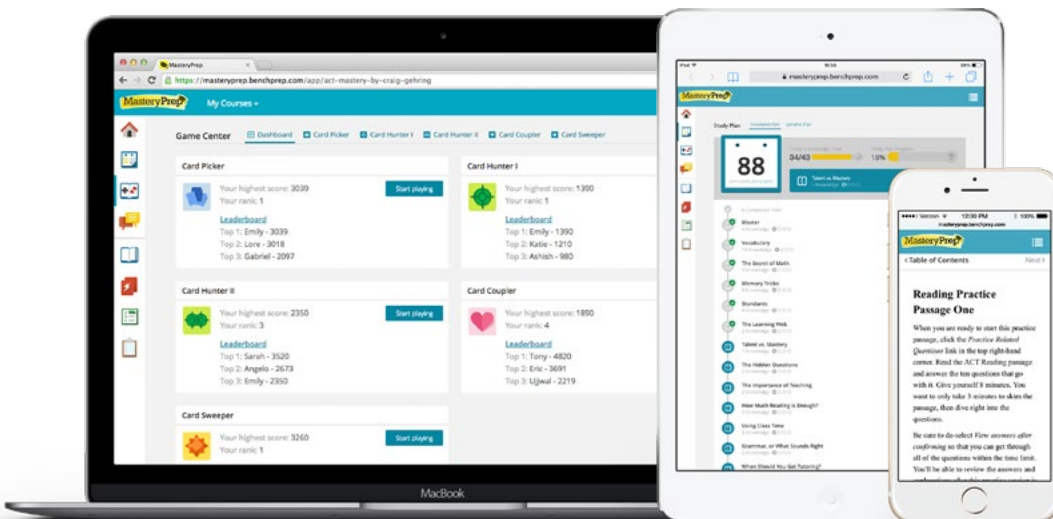 MasteryPrep
https://masteryprep.benchprep.com/app/act-mastery-by-craig-gehring
MasteryPrep
My Courses
Game Center Dashboard Card Picker Card Hunter I Card Hunter II Card Coupler Card Sweeper
Card Picker
Your highest score: 3039
Your rank: 1
Start playing
Leaderboard
Top 1: Emily - 3039
Top 2: Lore - 3018
Top 3: Gabriel - 2097
Card Hunter I
Your highest score: 1390
Your rank: 1
Leaderboard
Top 1: Emily - 1390
Top 2: Katie - 1210
Top 3: Ashish - 980
Card Hunter II
Your highest score: 2350
Your rank: 3
Start playing
Leaderboard
Top 1: Sarah - 3520
Top 2: Angelo - 2673
Top 3: Emily - 2350
Card Coupler
Your highest score: 1890
Your rank: 4
Leaderboard
Top 1: Tony - 4820
Top 2: Eric - 3691
Top 3: Ujjwal - 2219
Card Sweeper
Your highest score: 3260
Your rank: 1
Start playing
MacBook
masteryprep.benchprep.com
MasteryPrep
Study Plan
88
34/43
18%
Talent vs. Mastery
Master
Vocabulary
The Secret of Math
Memory Tricks
Standards
The Learning Web
Talent vs. Mastery
The Hidden Questions
The Importance of Teaching
How Much Reading is Enough?
Using Class Time
Grammar, or What Sounds Right
When Should You Get Tutoring?
Verizon 12:00 PM 100%
masteryprep.benchprep.com
MasteryPrep
< Table of Contents Next >
Reading Practice
Passage One
When you are ready to start this practice
passage, click the Practice Related
Questions link in the top right-hand
corner. Read the ACT Reading passage
and answer the ten questions that go
with it. Give yourself 8 minutes. You
want to only take 3 minutes to skim the
passage, then dive right into the
questions.
Be sure to de-select View answers after
confirming so that you can get through
all of the questions within the time limit.
You'll be able to review the answers and